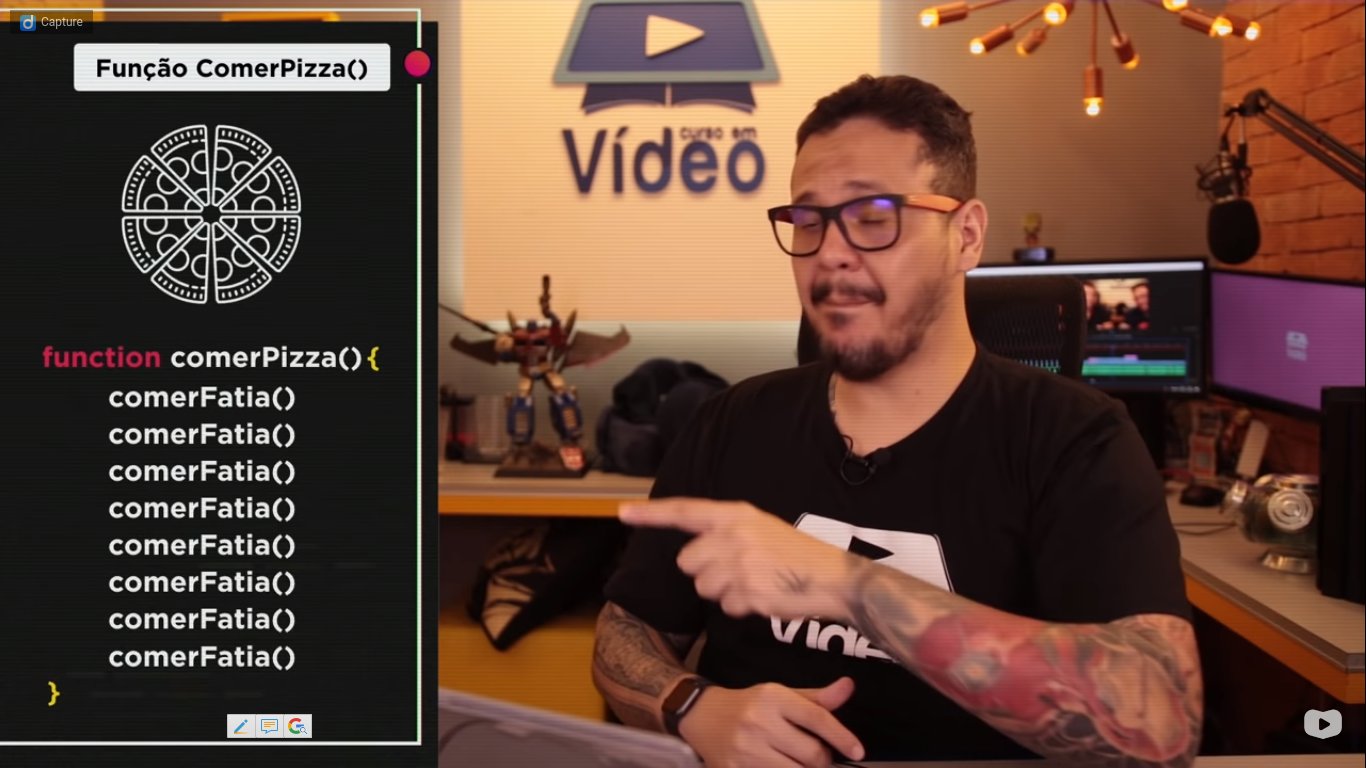 Capture
Função ComerPizza()
function comerPizza(){
comerFatia()
comerFatia()
comerFatia()
comerFatia()
comerFatia()
comerFatia()
comerFatia()
comerFatia()
}
curso em
Vídeo
Vídeo